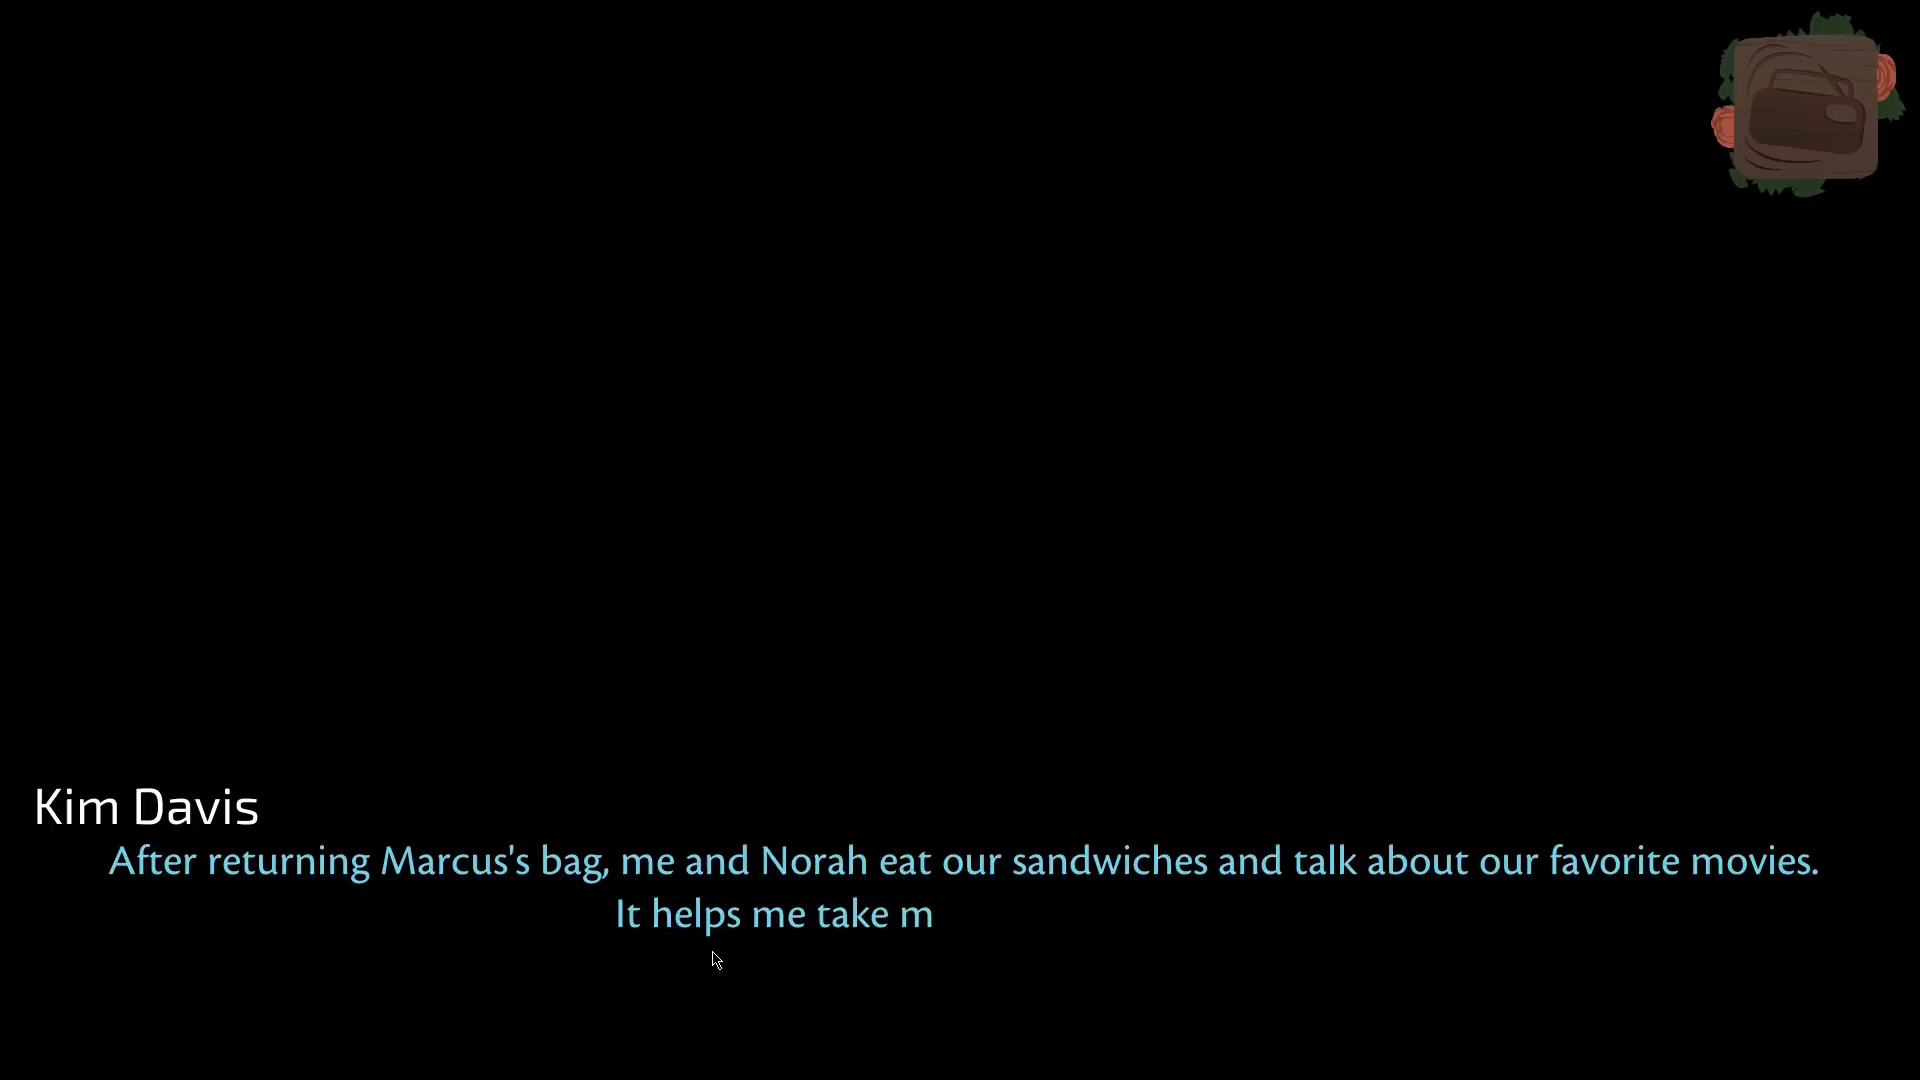 Kim Davis
After returning Marcus's bag, me and Norah eat our sandwiches and talk about our favorite movies.
It helps me take m